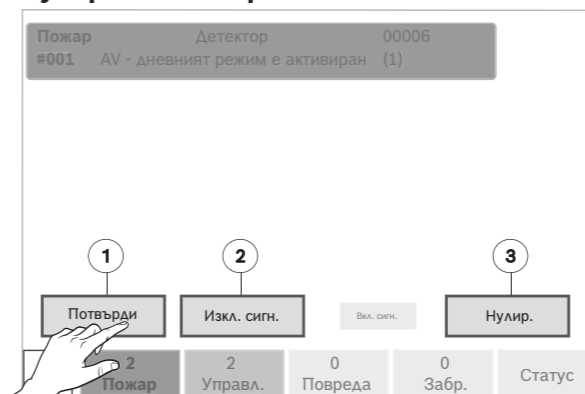 Пожар Детектор 00006
#001 AV - дневният режим е активиран (1)
1 2 3
Потвърди Изкл. сигн. Вкл. сигн. Нулир.
2 2 0 0
Пожар Управл. Повреда Забр. Статус